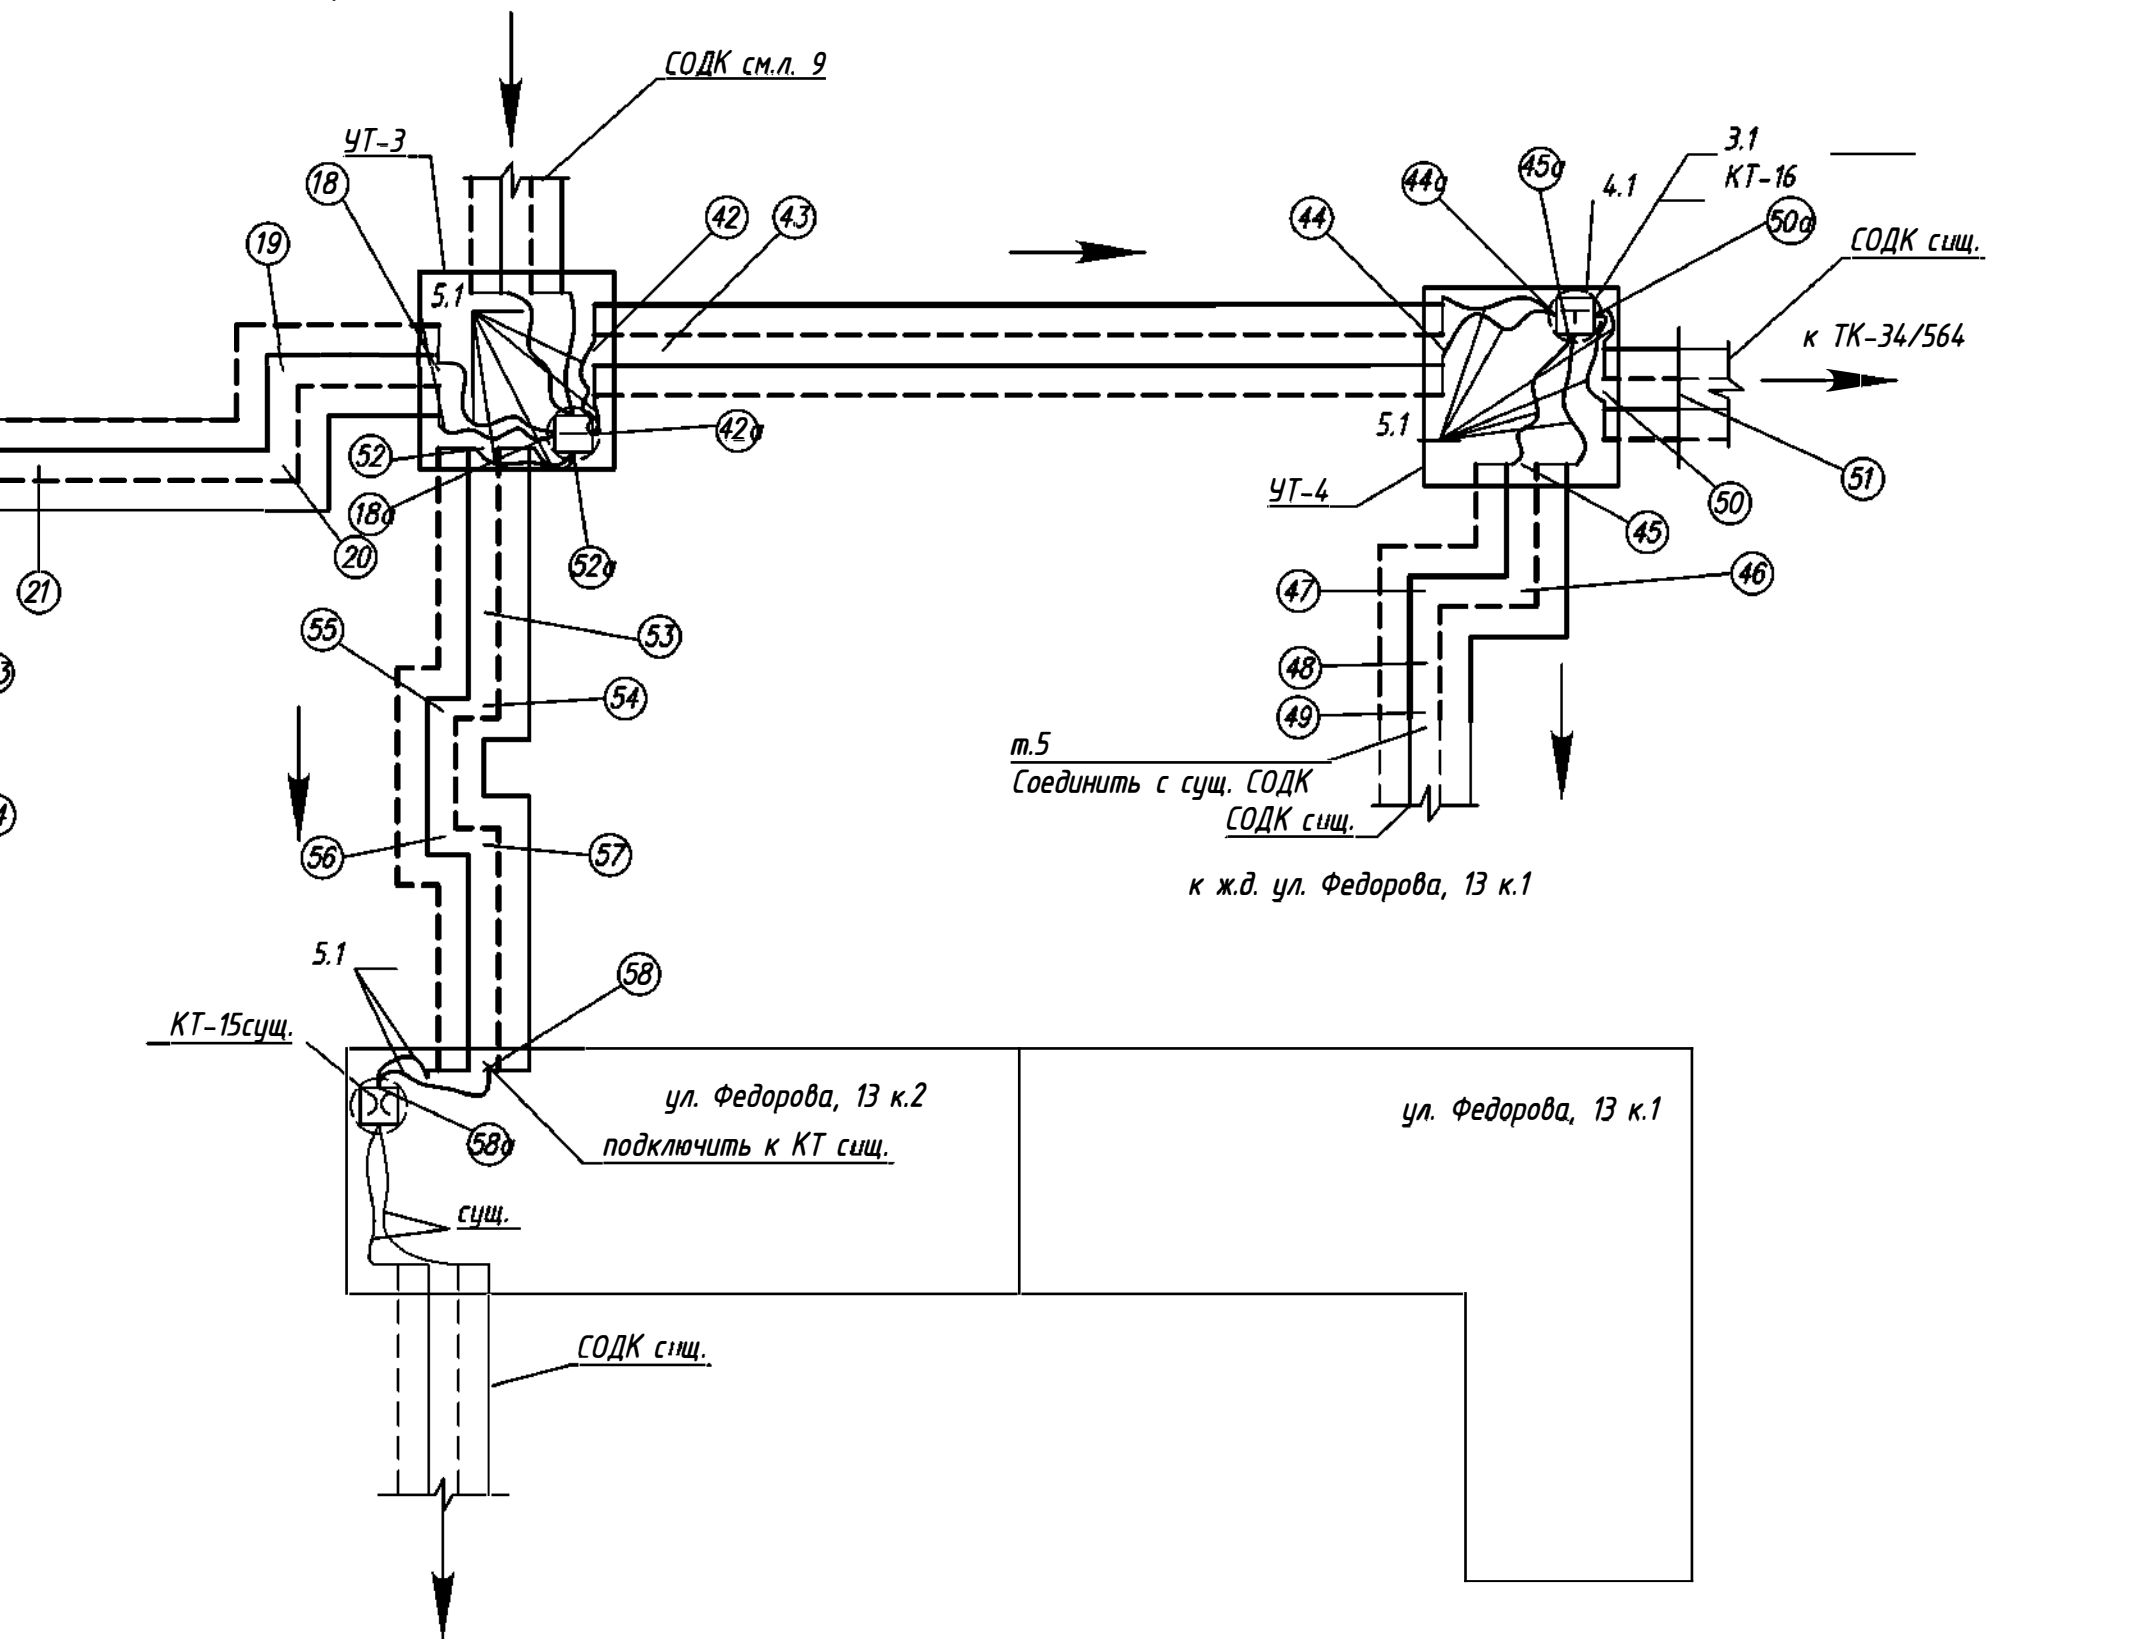 СОДК см.л. 9
УТ-3
18
19
42
43
44
44а
45а
4.1
3.1
КТ-16
50а
СОДК сущ.
к ТК-34/564
5.1
42а
52
18а
20
21
52а
5.1
УТ-4
45
50
51
46
47
48
49
53
54
55
56
57
т.5
Соединить с сущ. СОДК
СОДК сущ.
к ж.д. ул. Федорова, 13 к.1
5.1
58
КТ-15сущ.
ул. Федорова, 13 к.2
ул. Федорова, 13 к.1
58а
подключить к КТ сущ.
сущ.
СОДК сущ.